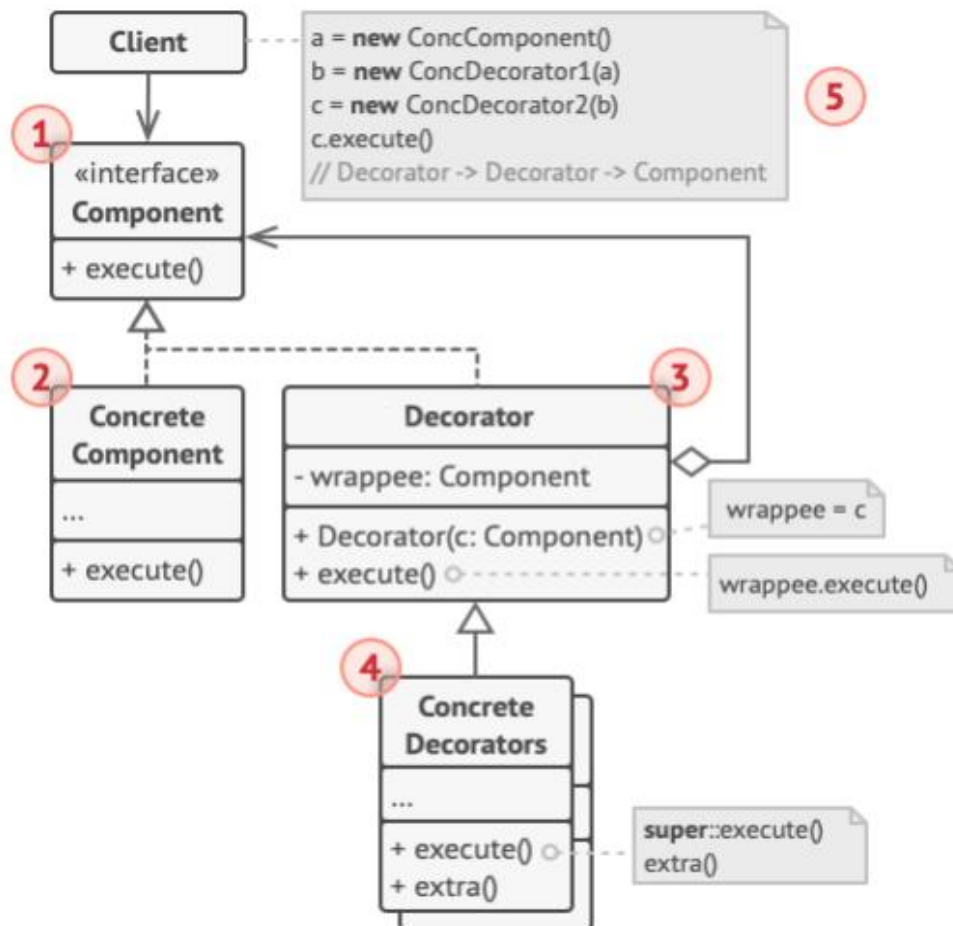 Client
a = new ConcComponent()
b = new ConcDecorator1(a)
c = new ConcDecorator2(b)
c.execute()
// Decorator -> Decorator -> Component
5
1
«interface»
Component
+ execute()
2
Concrete
Component
...
+ execute()
3
Decorator
- wrappee: Component
+ Decorator(c: Component)
+ execute()
wrappee = c
wrappee.execute()
4
Concrete
Decorators
...
+ execute()
+ extra()
super::execute()
extra()